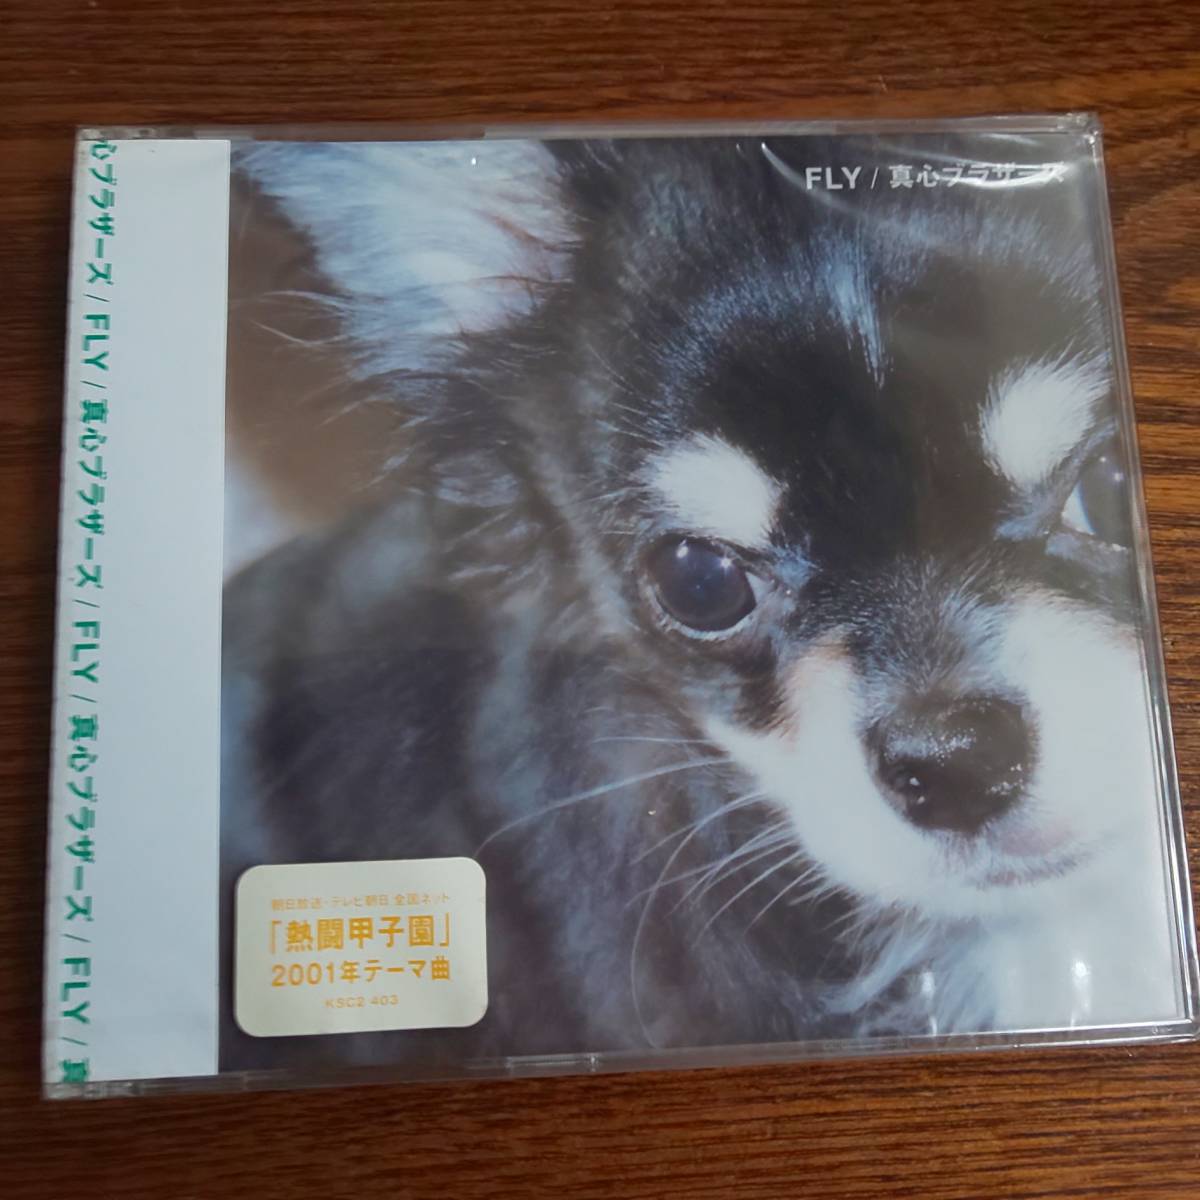 FLY / 真心ブラザーズ
心ブラザーズ / FLY / 真心ブラザーズ / FLY / 真心ブラザーズ / FLY / 真
朝日放送・テレビ朝日 全国ネット
「熱闘甲子園」
2001年テーマ曲
KSC2 403